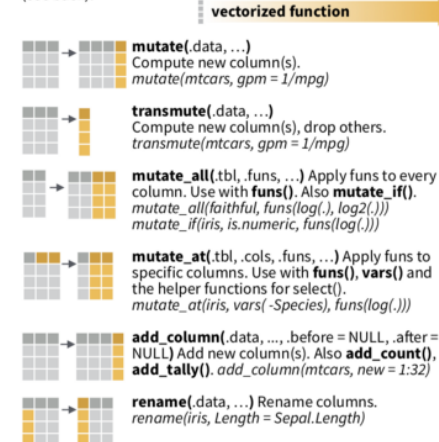 vectorized function
mutate(.data, …)
Compute new column(s).
mutate(mtcars, gpm = 1/mpg)
transmute(.data, …)
Compute new column(s), drop others.
transmute(mtcars, gpm = 1/mpg)
mutate_all(.tbl, .funs, …) Apply funs to every
column. Use with funs(). Also mutate_if().
mutate_all(faithful, funs(log(.), log2(.)))
mutate_if(iris, is.numeric, funs(log(.)))
mutate_at(.tbl, .cols, .funs, …) Apply funs to
specific columns. Use with funs(), vars() and
the helper functions for select().
mutate_at(iris, vars( -Species), funs(log(.)))
add_column(.data, ..., .before = NULL, .after =
NULL) Add new column(s). Also add_count(),
add_tally(). add_column(mtcars, new = 1:32)
rename(.data, …) Rename columns.
rename(iris, Length = Sepal.Length)